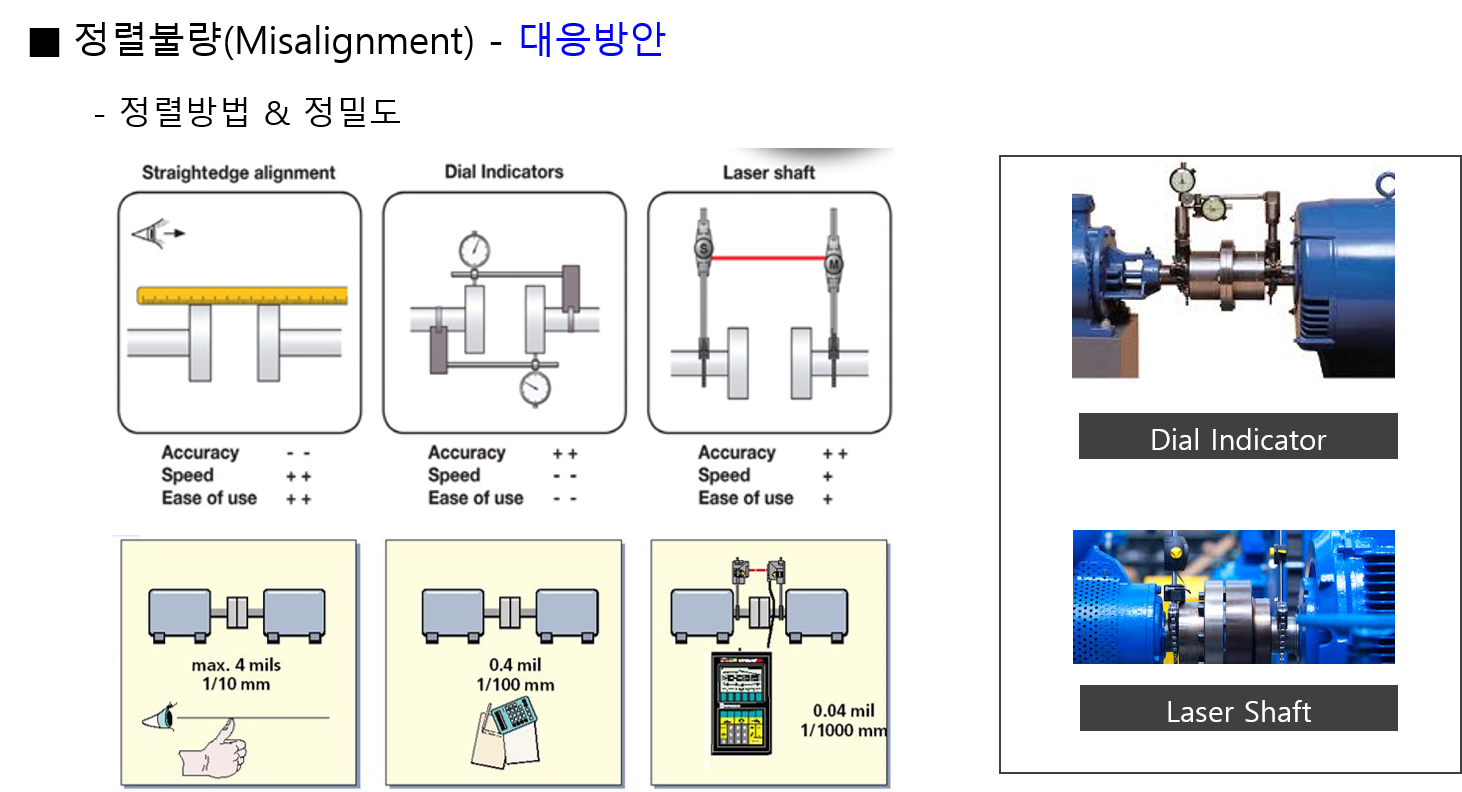 ■ 정렬불량(Misalignment) - 대응방안
- 정렬방법 & 정밀도
Straightedge alignment
Accuracy - -
Speed + +
Ease of use + +
Dial Indicators
Accuracy + +
Speed - -
Ease of use - -
Laser shaft
S
M
Accuracy + +
Speed +
Ease of use +
max. 4 mils
1/10 mm
0.4 mil
1/100 mm
0.04 mil
1/1000 mm
Dial Indicator
Laser Shaft